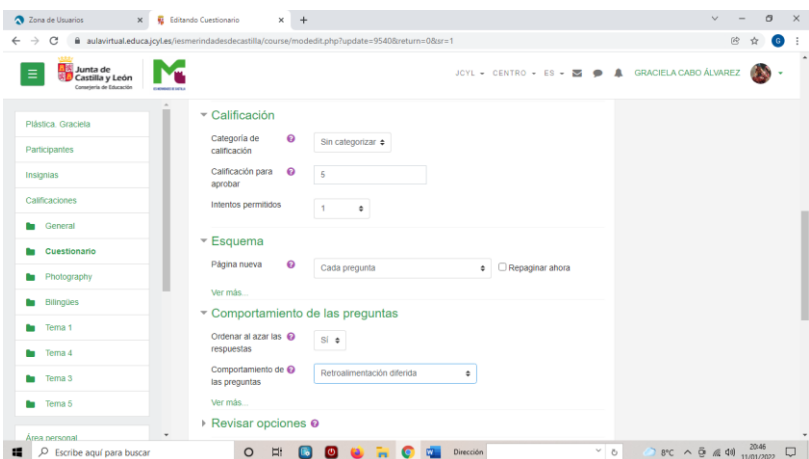 Zona de Usuarios
Editando Cuestionario
aulavirtual.educa.jcyl.es/iesmerindadesdecastilla/course/modedit.php?update=9540&return=0&sr=1
G
Junta de
Castilla y León
Consejería de Educación
JCYL
CENTRO
ES
GRACIELA CABO ÁLVAREZ
Plástica. Graciela
Participantes
Insignias
Calificaciones
General
Cuestionario
Photography
Bilingües
Tema 1
Tema 4
Tema 3
Tema 5
Área personal
Calificación
Categoría de
calificación
Sin categorizar
Calificación para
aprobar
5
Intentos permitidos
1
Esquema
Página nueva
Cada pregunta
Repaginar ahora
Ver más...
Comportamiento de las preguntas
Ordenar al azar las
respuestas
Sí
Comportamiento de
las preguntas
Retroalimentación diferida
Ver más...
Revisar opciones
Escribe aquí para buscar
Dirección
8°C
20:46
11/01/2022